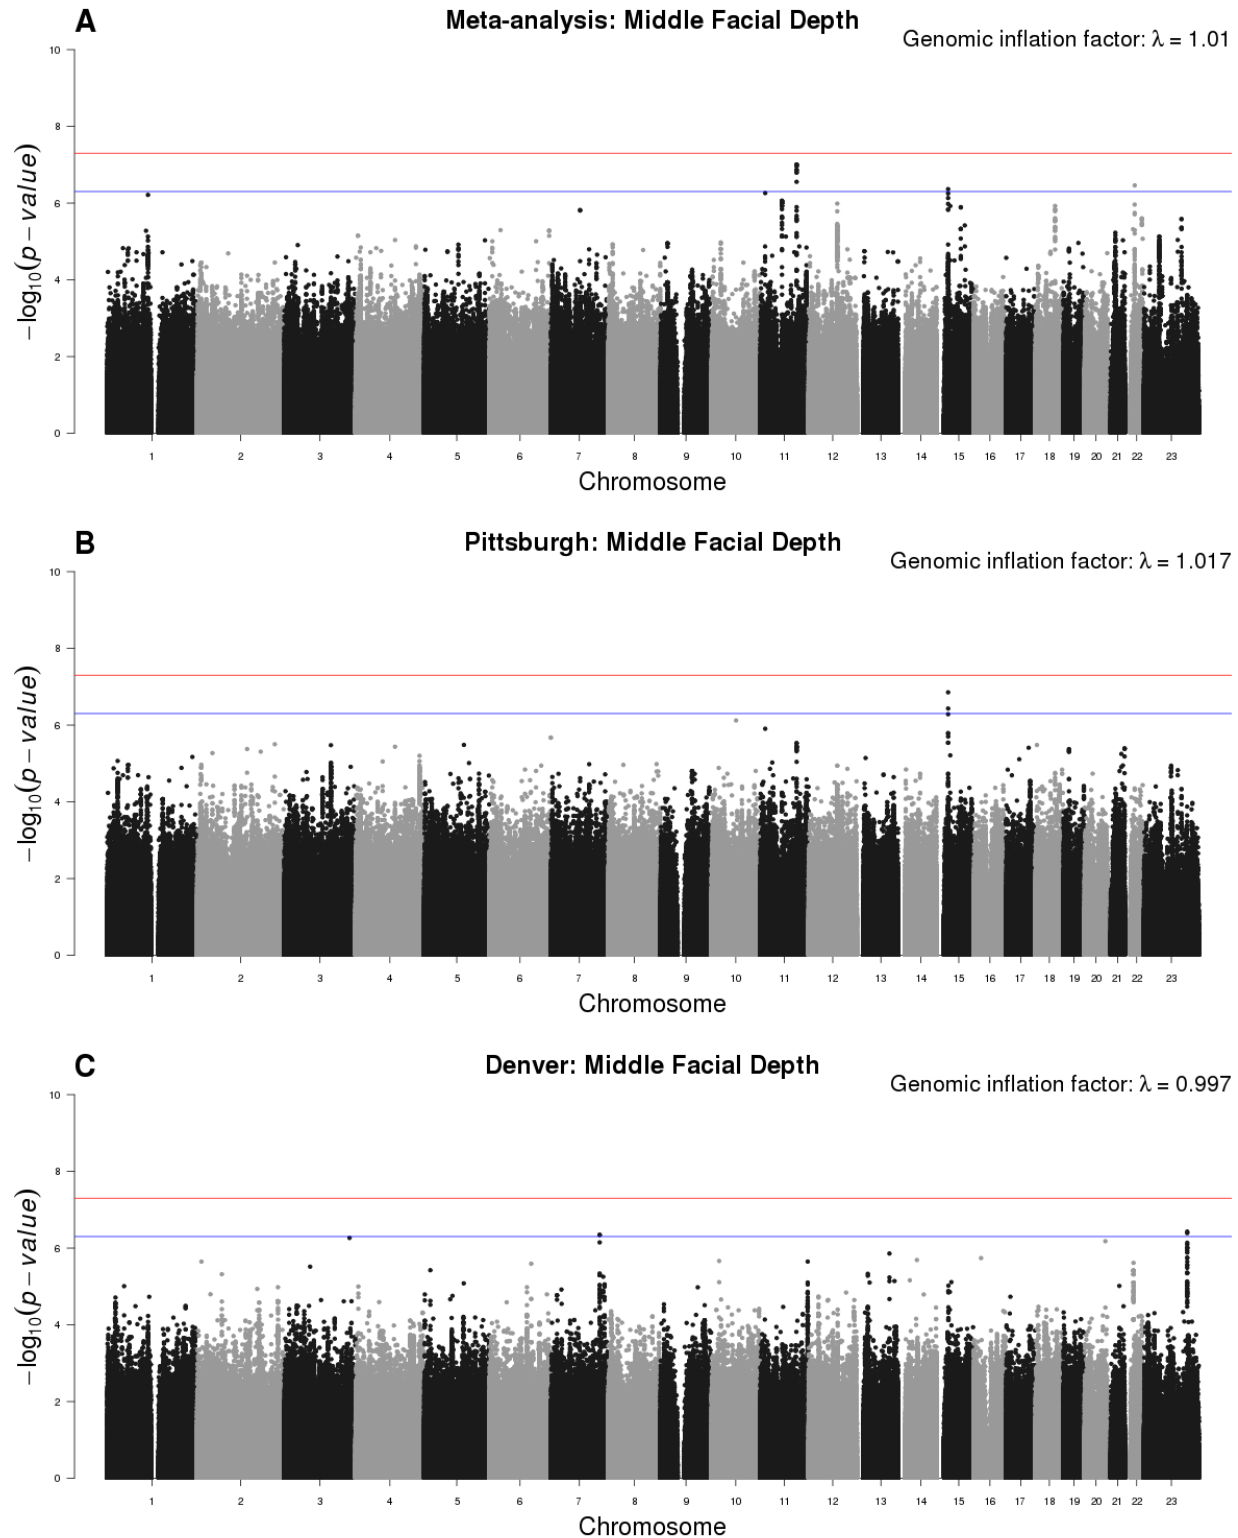 A
Meta-analysis: Middle Facial Depth
Genomic inflation factor: λ = 1.01
10
8
6
4
2
0
−log10(p−value)
1 2 3 4 5 6 7 8 9 10 11 12 13 14 15 16 17 18 19 20 21 22 23
Chromosome
B
Pittsburgh: Middle Facial Depth
Genomic inflation factor: λ = 1.017
10
8
6
4
2
0
−log10(p−value)
1 2 3 4 5 6 7 8 9 10 11 12 13 14 15 16 17 18 19 20 21 22 23
Chromosome
C
Denver: Middle Facial Depth
Genomic inflation factor: λ = 0.997
10
8
6
4
2
0
−log10(p−value)
1 2 3 4 5 6 7 8 9 10 11 12 13 14 15 16 17 18 19 20 21 22 23
Chromosome